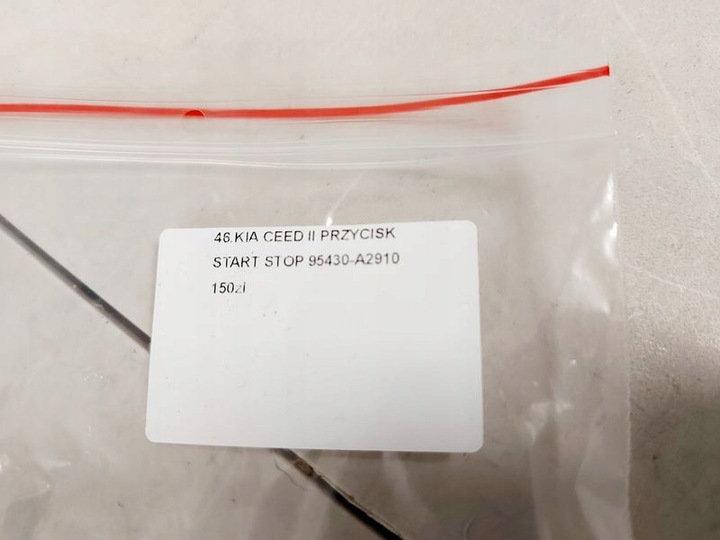 46.KIA CEED II PRZYCISK
START STOP 95430-A2910
150zł